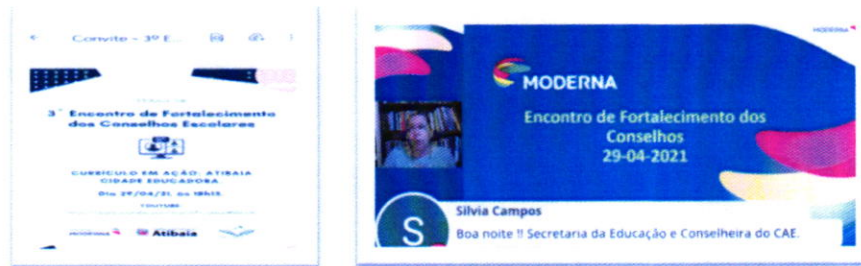 Convite - 3º E...
3º Encontro de Fortalecimento
dos Conselhos Escolares
CURRÍCULO EM AÇÃO: ATIBAIA
CIDADE EDUCADORA
Dia 29/04/21, às 18h15.
YOUTUBE
MODERNA
Atibaia
MODERNA
MODERNA
Encontro de Fortalecimento dos
Conselhos
29-04-2021
S
Silvia Campos
Boa noite !! Secretaria da Educação e Conselheira do CAE.